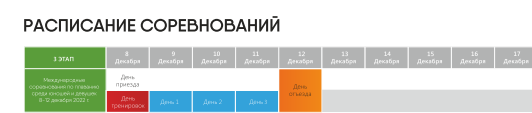 РАСПИСАНИЕ СОРЕВНОВАНИЙ
3 ЭТАП
8 Декабря
9 Декабря
10 Декабря
11 Декабря
12 Декабря
13 Декабря
14 Декабря
15 Декабря
16 Декабря
17 Декабря
Международные
соревнования по плаванию
среди юношей и девушек
8-12 декабря 2022 г.
День
приезда
День
тренировок
День 1
День 2
День 3
День
отъезда